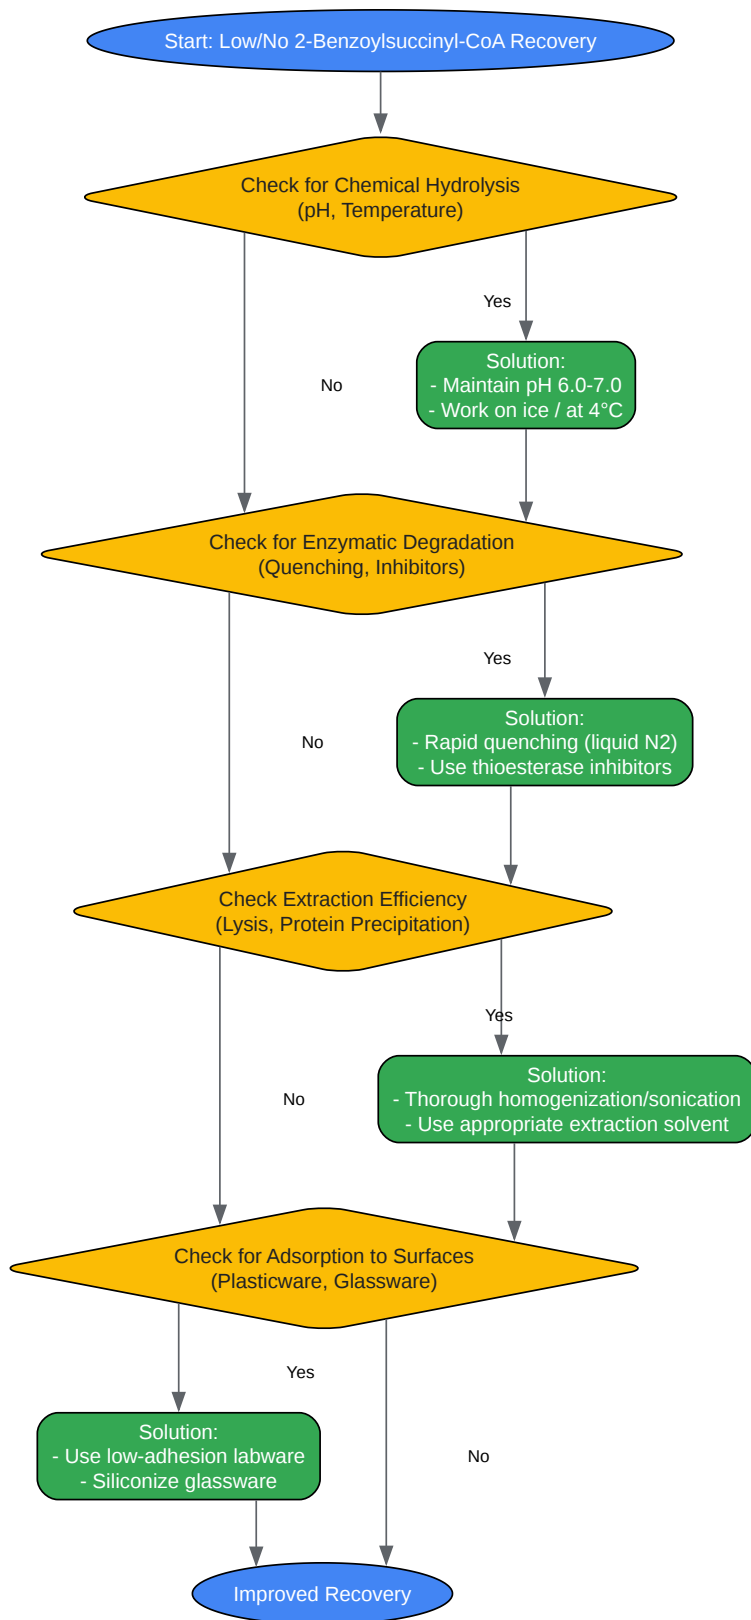 Start: Low/No 2-Benzoylsuccinyl-CoA Recovery
Check for Chemical Hydrolysis
(pH, Temperature)
Yes
Solution:
- Maintain pH 6.0-7.0
- Work on ice / at 4°C
No
Check for Enzymatic Degradation
(Quenching, Inhibitors)
Yes
Solution:
- Rapid quenching (liquid N2)
- Use thioesterase inhibitors
No
Check Extraction Efficiency
(Lysis, Protein Precipitation)
Yes
Solution:
- Thorough homogenization/sonication
- Use appropriate extraction solvent
No
Check for Adsorption to Surfaces
(Plasticware, Glassware)
Yes
Solution:
- Use low-adhesion labware
- Siliconize glassware
No
Improved Recovery